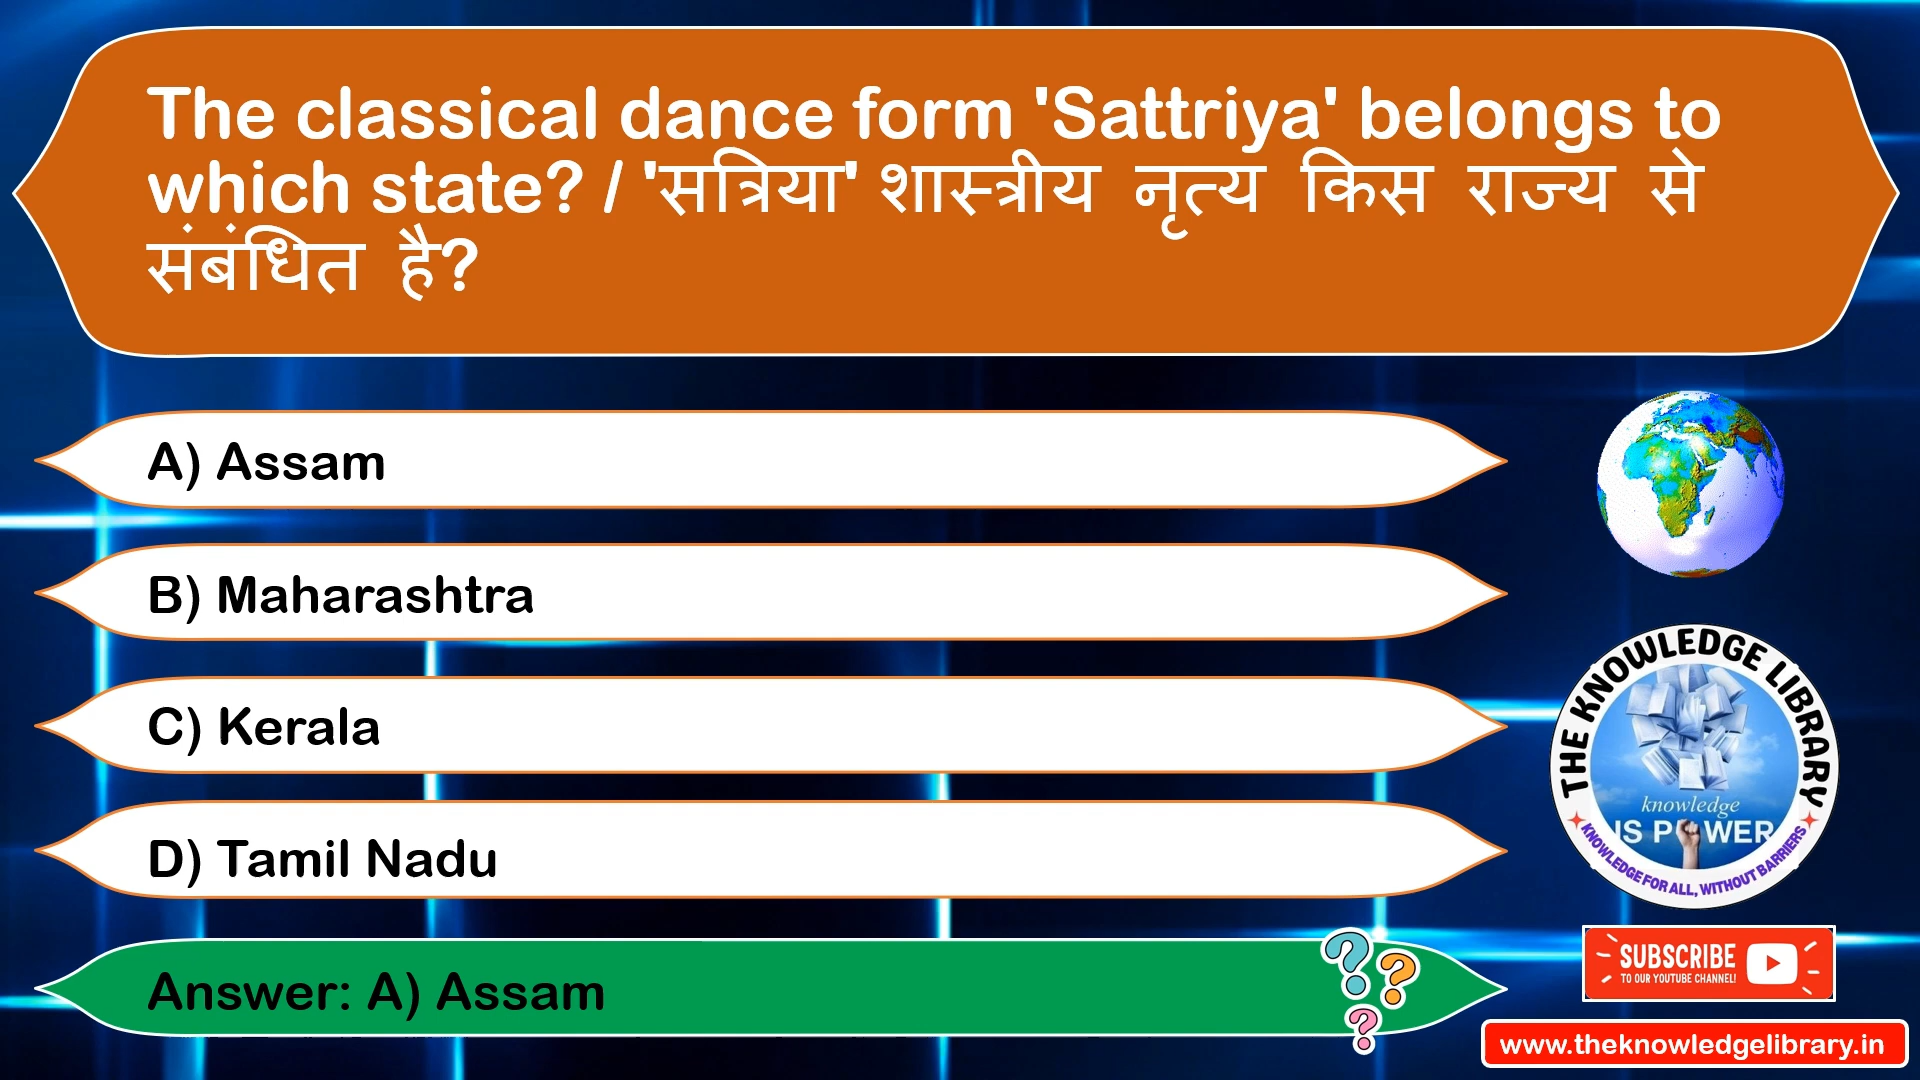 The classical dance form 'Sattriya' belongs to
which state? / 'सत्रिया' शास्त्रीय नृत्य किस राज्य से
संबंधित है?
A) Assam
B) Maharashtra
C) Kerala
D) Tamil Nadu
Answer: A) Assam
THE KNOWLEDGE LIBRARY
knowledge
IS POWER
KNOWLEDGE FOR ALL, WITHOUT BARRIERS
SUBSCRIBE
TO OUR YOUTUBE CHANNEL!
www.theknowledgelibrary.in